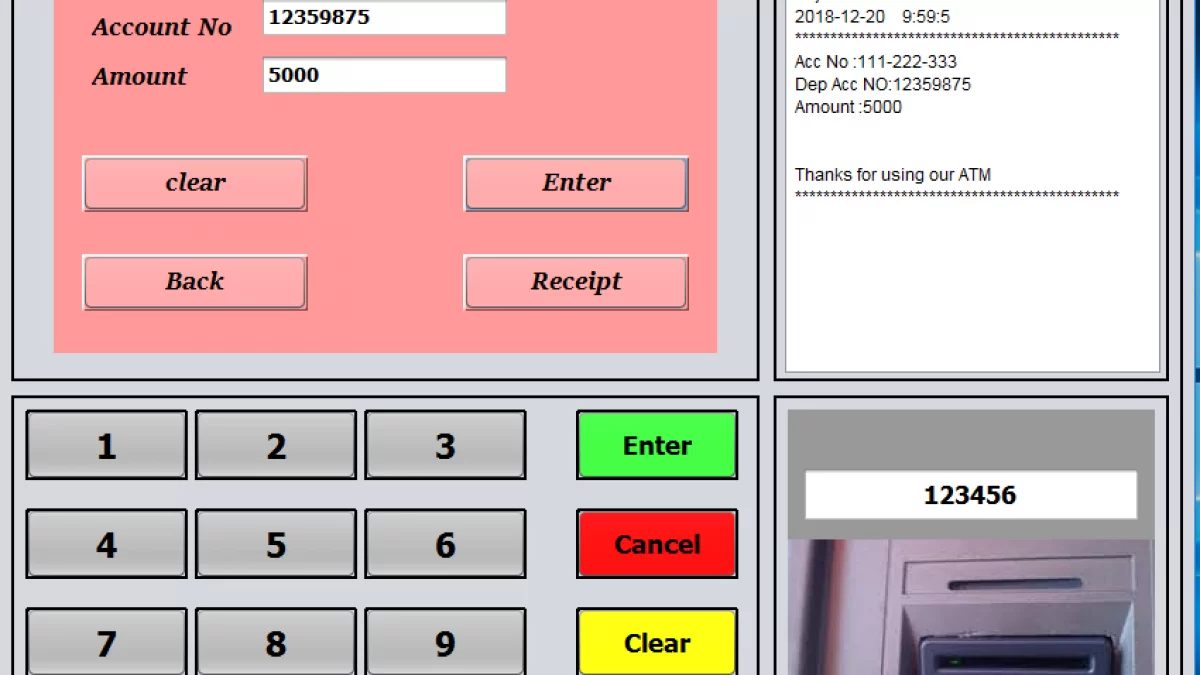 Account No 12359875
Amount 5000
clear Enter
Back Receipt
2018-12-20 9:59:5
**********************************************
Acc No :111-222-333
Dep Acc NO:12359875
Amount :5000
Thanks for using our ATM
**********************************************
1 2 3 Enter
4 5 6 Cancel
7 8 9 Clear
123456